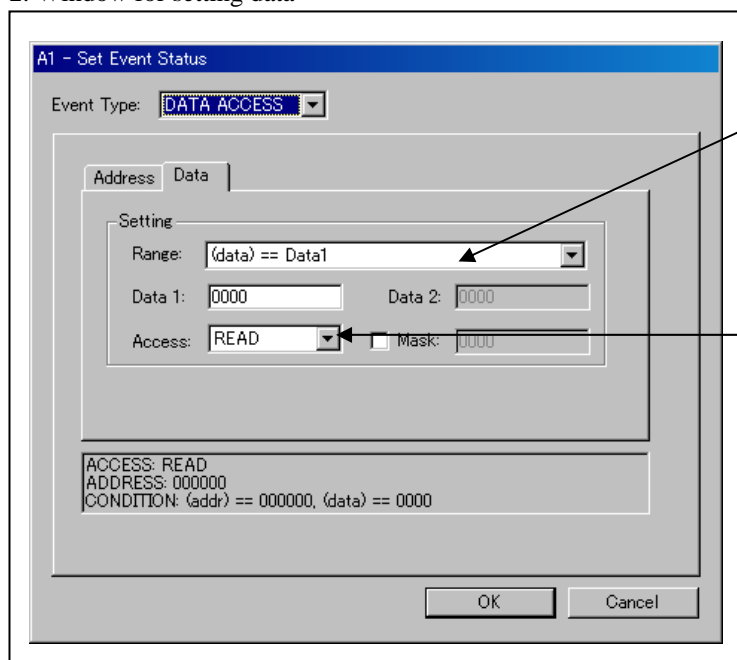 2. Window for setting data
A1 - Set Event Status
Event Type: DATA ACCESS
Address Data
Setting
Range: (data) == Data1
Data 1: 0000 Data 2: 0000
Access: READ Mask: 0000
ACCESS: READ
ADDRESS: 000000
CONDITION: (addr) == 000000, (data) == 0000
OK Cancel